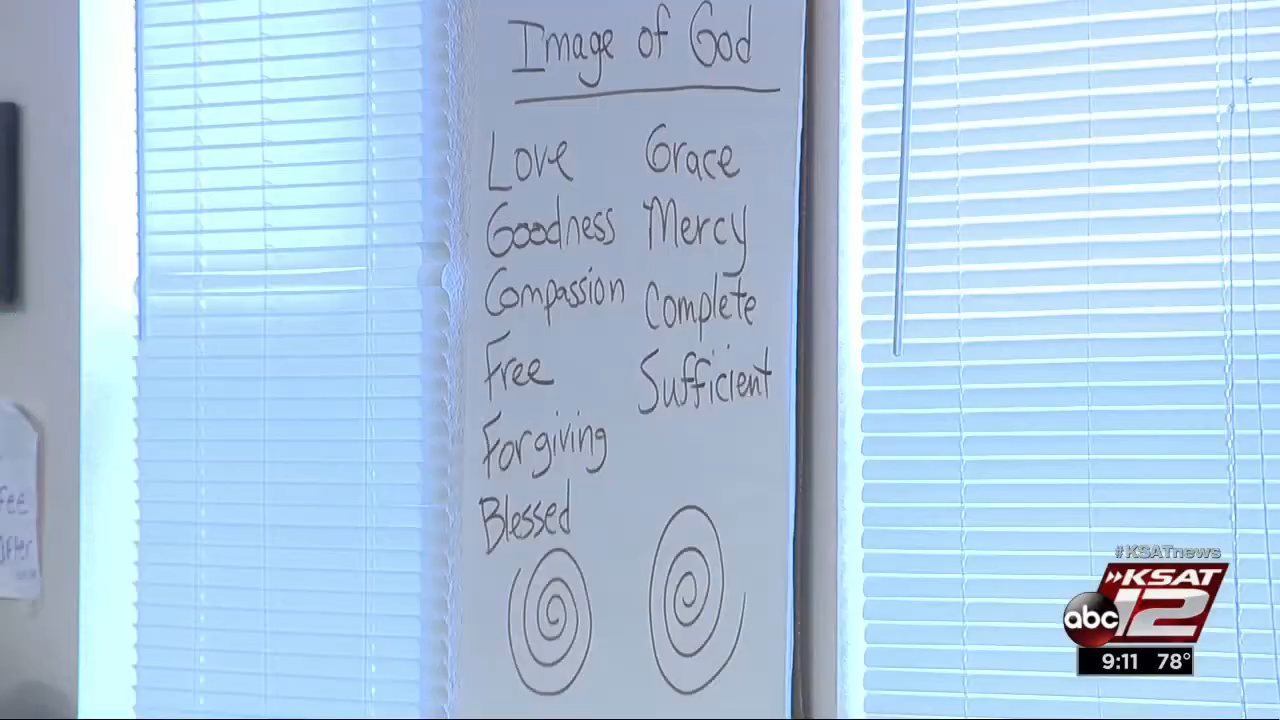 Image of God
Love
Goodness
Compassion
Free
Forgiving
Blessed
Grace
Mercy
Complete
Sufficient
#KSATnews
KSAT
abc 12
9:11 78°